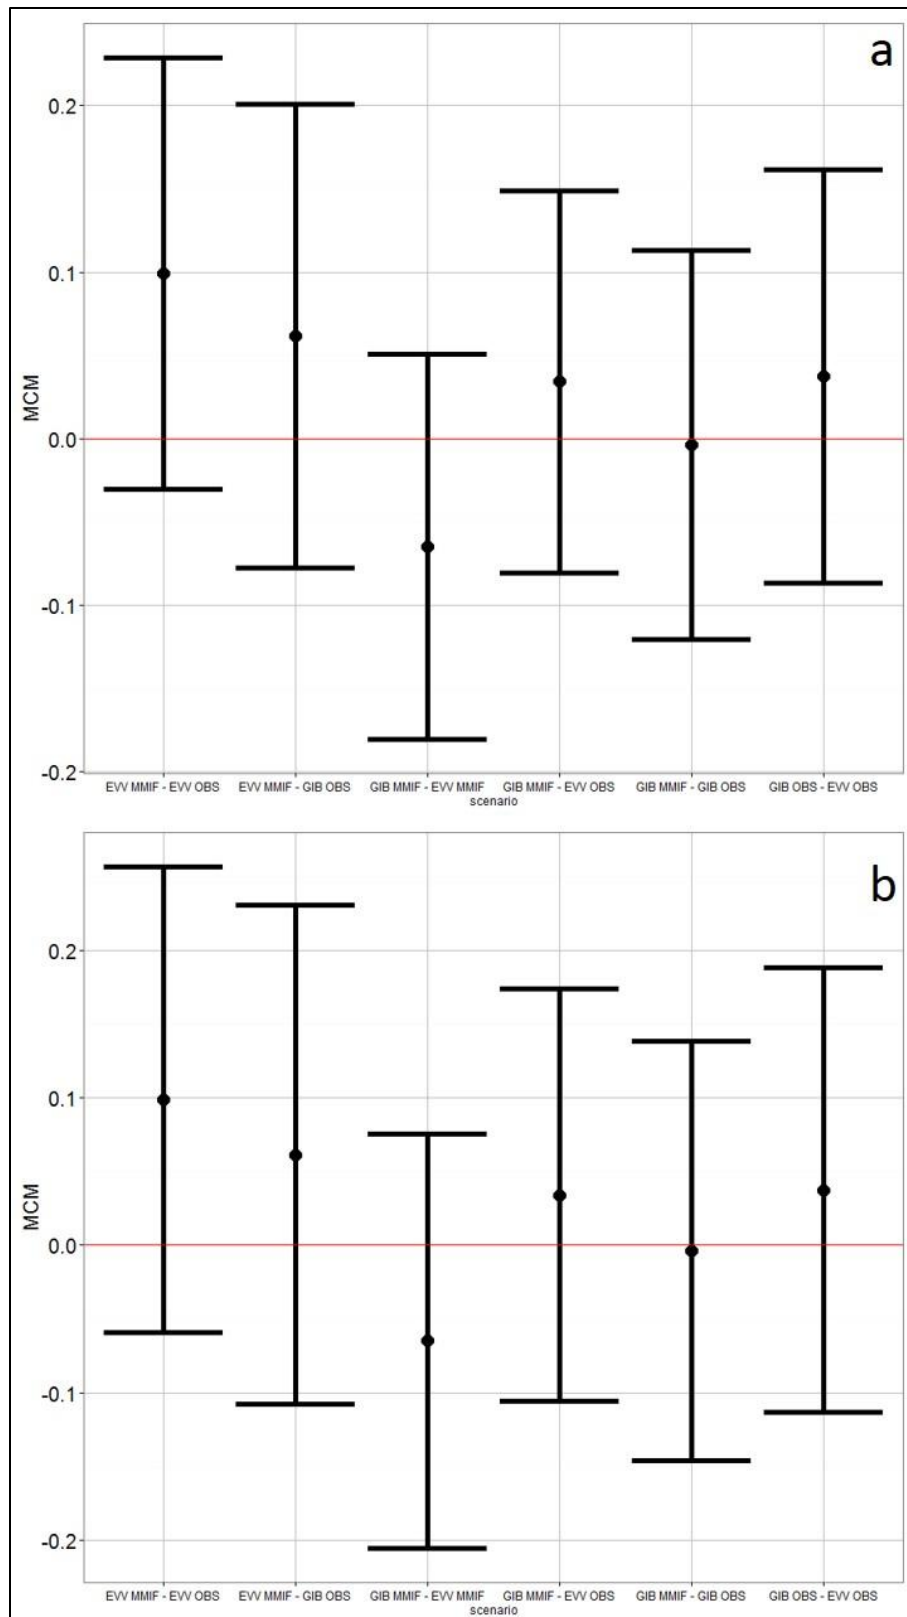 a
0.2
0.1
0.0
-0.1
-0.2
MCM
EVV MMIF - EVV OBS EVV MMIF - GIB OBS GIB MMIF - EVV MMIF GIB MMIF - EVV OBS GIB MMIF - GIB OBS GIB OBS - EVV OBS
scenario
b
0.2
0.1
0.0
-0.1
-0.2
MCM
EVV MMIF - EVV OBS EVV MMIF - GIB OBS GIB MMIF - EVV MMIF GIB MMIF - EVV OBS GIB MMIF - GIB OBS GIB OBS - EVV OBS
scenario